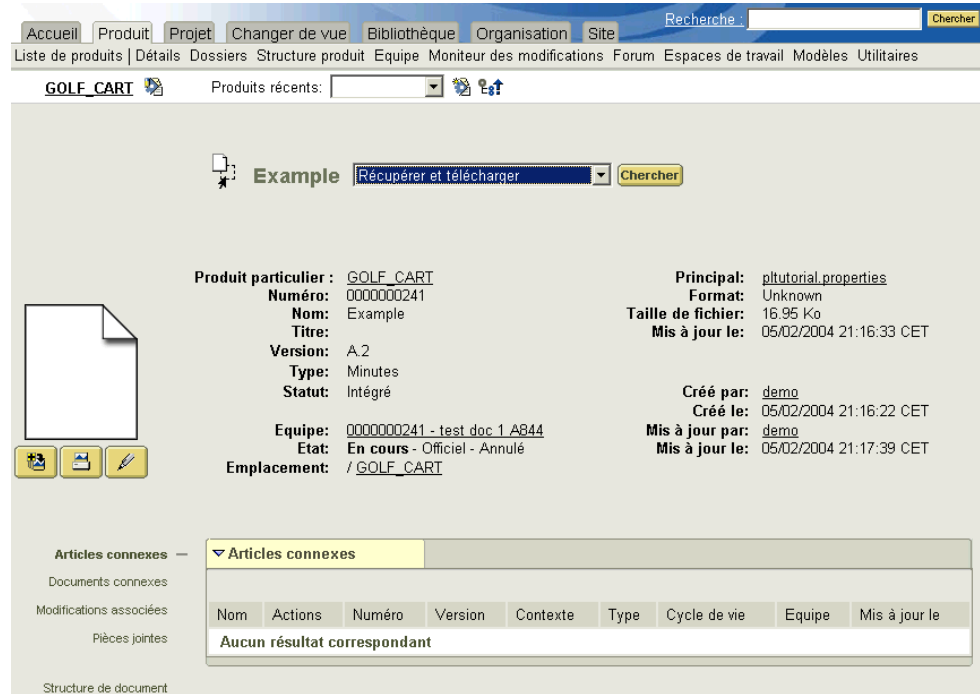 Recherche : Chercher
Accueil Produit Projet Changer de vue Bibliothèque Organisation Site
Liste de produits | Détails Dossiers Structure produit Equipe Moniteur des modifications Forum Espaces de travail Modèles Utilitaires
GOLF_CART Produits récents:
Example Récupérer et télécharger Chercher
Produit particulier : GOLF_CART
Numéro: 0000000241
Nom: Example
Titre:
Version: A.2
Type: Minutes
Statut: Intégré
Equipe: 0000000241 - test doc 1 A844
Etat: En cours - Officiel - Annulé
Emplacement: / GOLF_CART
Principal: pltutorial.properties
Format: Unknown
Taille de fichier: 16.95 Ko
Mis à jour le: 05/02/2004 21:16:33 CET
Créé par: demo
Créé le: 05/02/2004 21:16:22 CET
Mis à jour par: demo
Mis à jour le: 05/02/2004 21:17:39 CET
Articles connexes
Documents connexes
Modifications associées
Pièces jointes
Structure de document
Articles connexes
Nom Actions Numéro Version Contexte Type Cycle de vie Equipe Mis à jour le
Aucun résultat correspondant